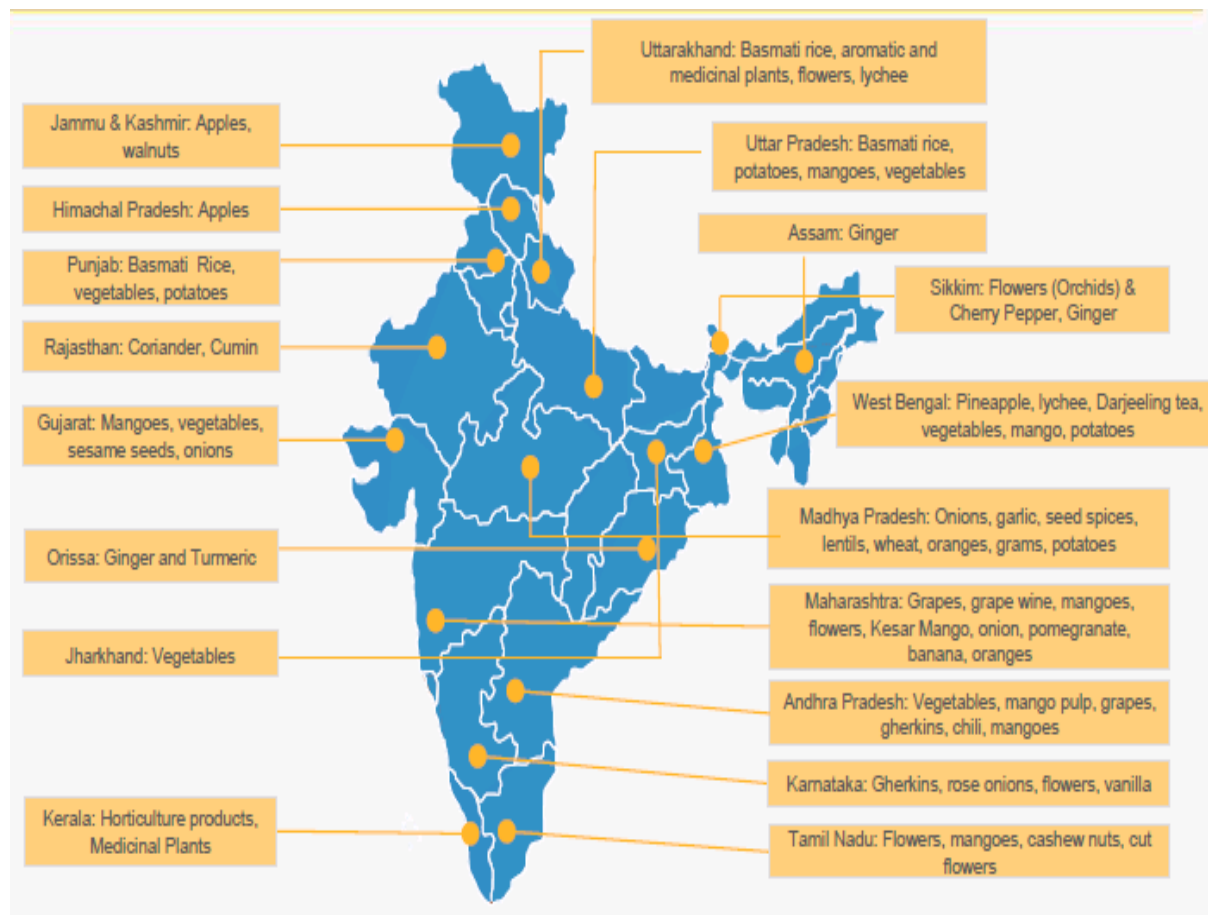 Uttarakhand: Basmati rice, aromatic and
medicinal plants, flowers, lychee
Jammu & Kashmir: Apples,
walnuts
Uttar Pradesh: Basmati rice,
potatoes, mangoes, vegetables
Himachal Pradesh: Apples
Assam: Ginger
Punjab: Basmati Rice,
vegetables, potatoes
Sikkim: Flowers (Orchids) &
Cherry Pepper, Ginger
Rajasthan: Coriander, Cumin
West Bengal: Pineapple, lychee, Darjeeling tea,
vegetables, mango, potatoes
Gujarat: Mangoes, vegetables,
sesame seeds, onions
Madhya Pradesh: Onions, garlic, seed spices,
lentils, wheat, oranges, grams, potatoes
Orissa: Ginger and Turmeric
Maharashtra: Grapes, grape wine, mangoes,
flowers, Kesar Mango, onion, pomegranate,
banana, oranges
Jharkhand: Vegetables
Andhra Pradesh: Vegetables, mango pulp, grapes,
gherkins, chili, mangoes
Karnataka: Gherkins, rose onions, flowers, vanilla
Kerala: Horticulture products,
Medicinal Plants
Tamil Nadu: Flowers, mangoes, cashew nuts, cut
flowers